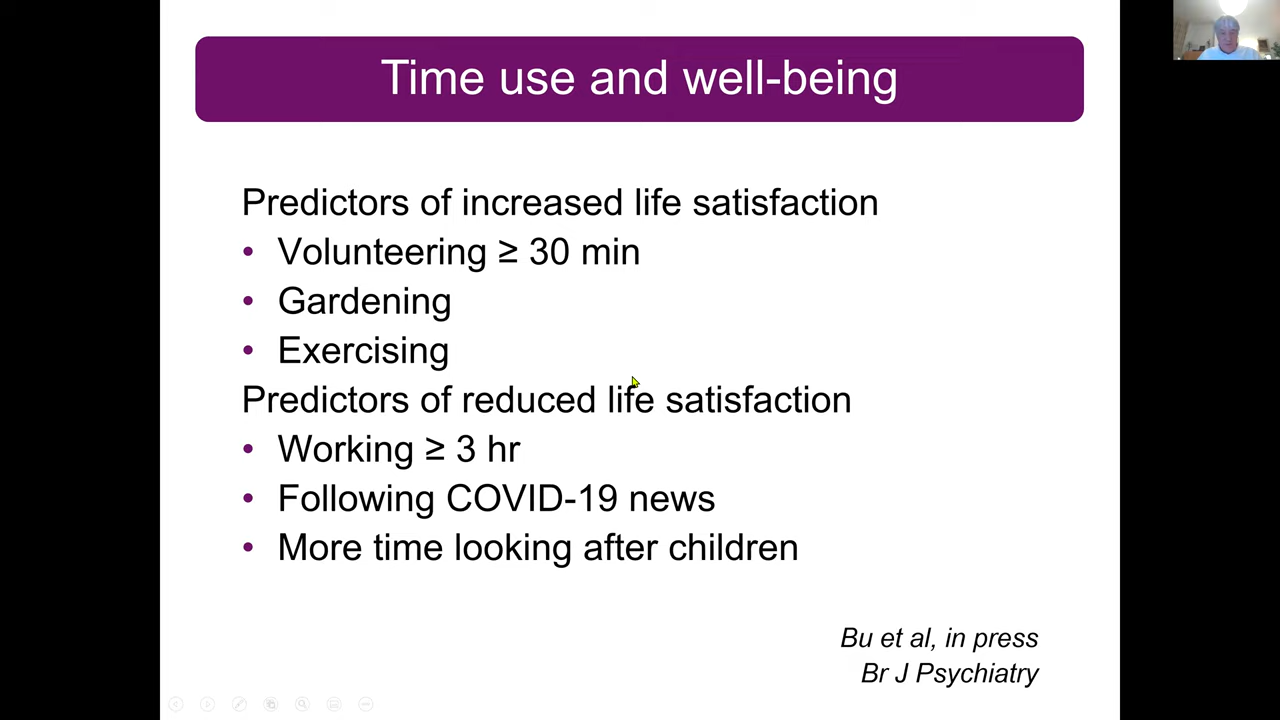 Time use and well-being
Predictors of increased life satisfaction
• Volunteering ≥ 30 min
• Gardening
• Exercising
Predictors of reduced life satisfaction
• Working ≥ 3 hr
• Following COVID-19 news
• More time looking after children
Bu et al, in press
Br J Psychiatry